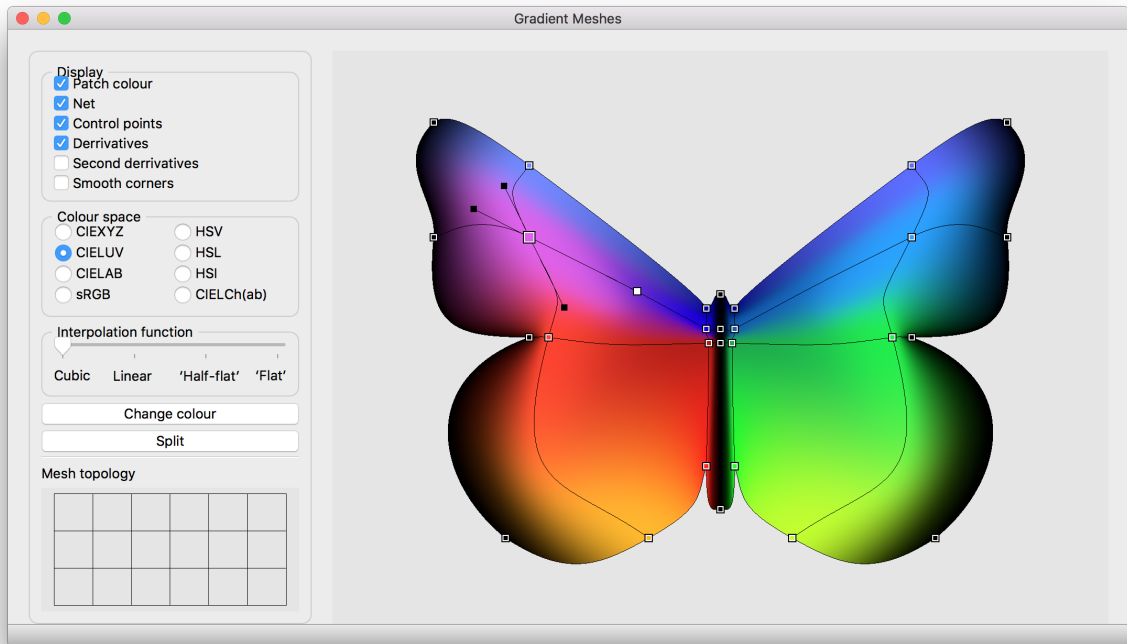 Gradient Meshes
Display
Patch colour
Net
Control points
Derrivatives
Second derrivatives
Smooth corners
Colour space
CIEXYZ HSV
CIELUV HSL
CIELAB HSI
sRGB CIELCh(ab)
Interpolation function
Cubic Linear ‘Half-flat’ ‘Flat’
Change colour
Split
Mesh topology